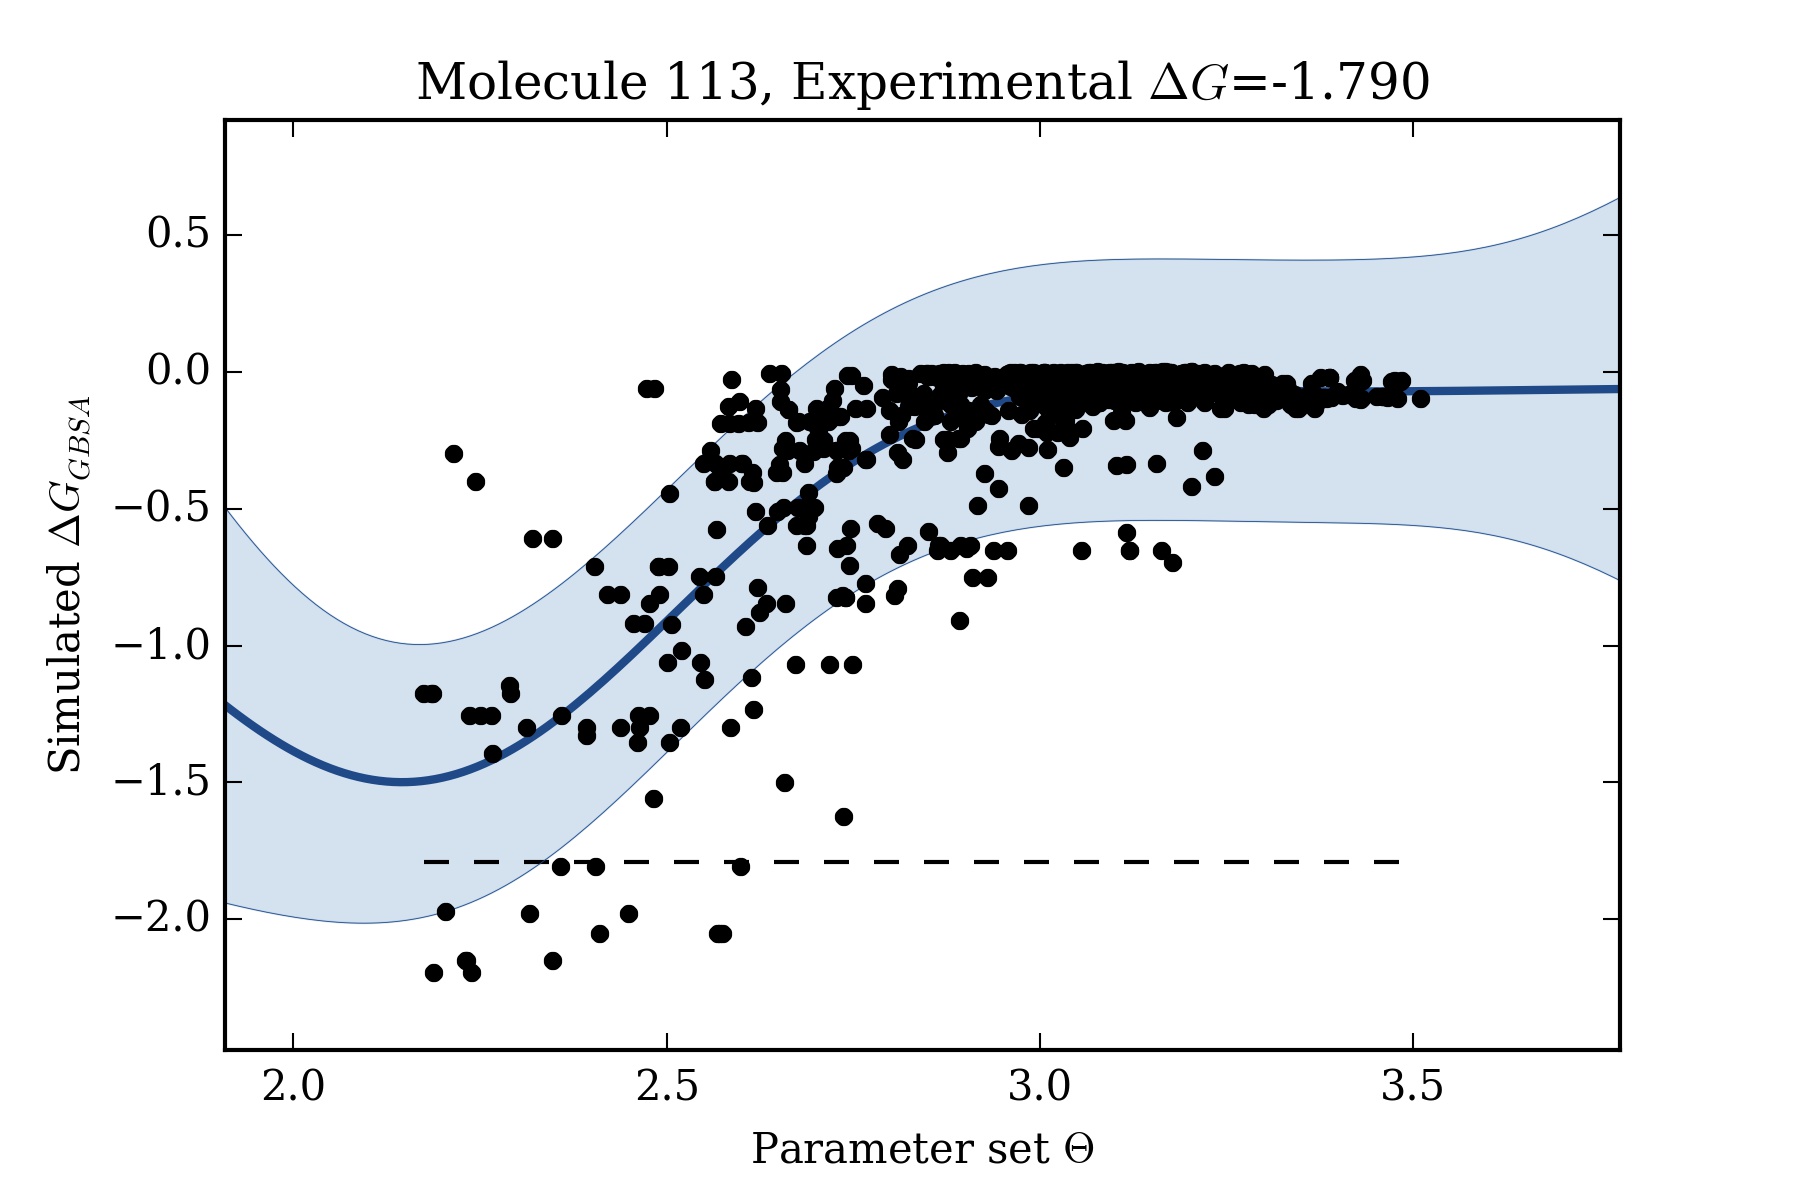 Molecule 113, Experimental ΔG=-1.790
Simulated ΔG_GBSA
0.5
0.0
−0.5
−1.0
−1.5
−2.0
2.0 2.5 3.0 3.5
Parameter set Θ